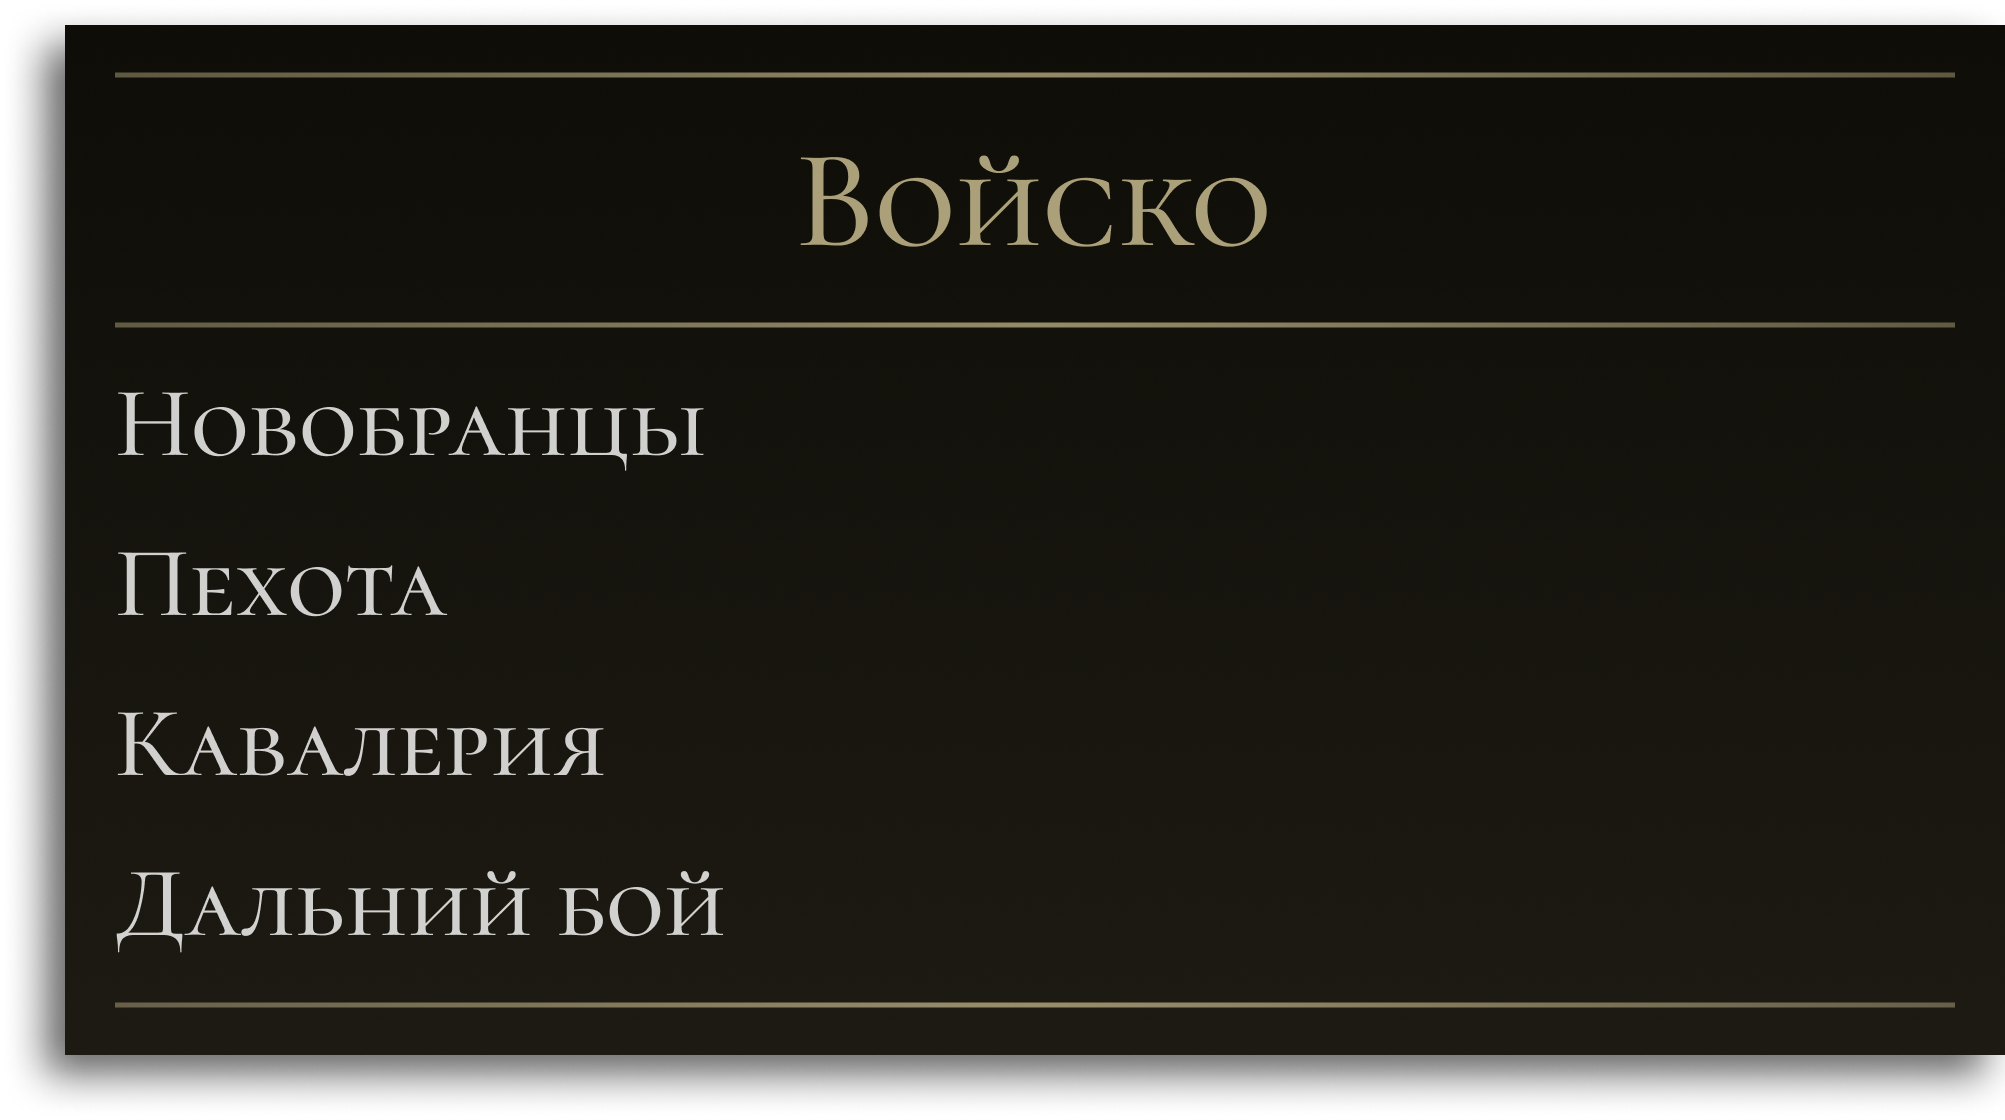 Войско
Новобранцы
Пехота
Кавалерия
Дальний бой